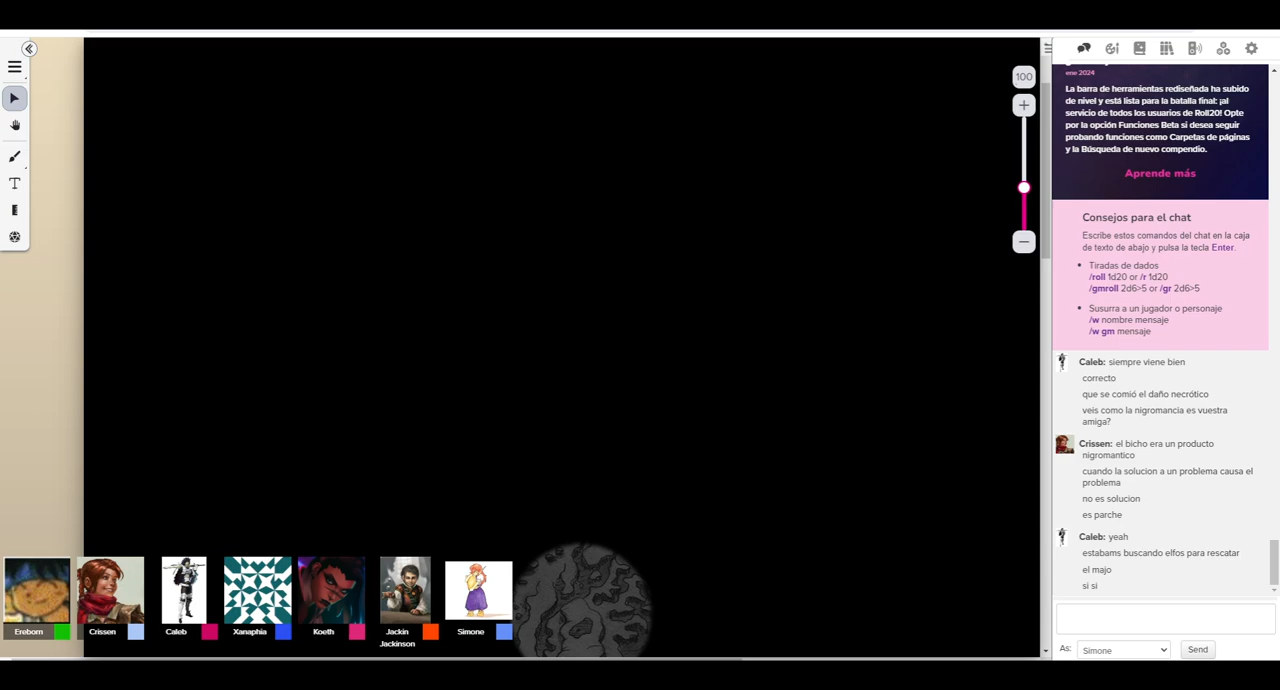 100
ene 2024
La barra de herramientas rediseñada ha subido
de nivel y está lista para la batalla final: ¡al
servicio de todos los usuarios de Roll20! Opte
por la opción Funciones Beta si desea seguir
probando funciones como Carpetas de páginas
y la Búsqueda de nuevo compendio.
Aprende más
Consejos para el chat
Escribe estos comandos del chat en la caja
de texto de abajo y pulsa la tecla Enter.
Tiradas de dados
/roll 1d20 or /r 1d20
/gmroll 2d6>5 or /gr 2d6>5
Susurra a un jugador o personaje
/w nombre mensaje
/w gm mensaje
Caleb: siempre viene bien
correcto
que se comió el daño necrótico
veis como la nigromancia es vuestra
amiga?
Crissen: el bicho era un producto
nigromantico
cuando la solucion a un problema causa el
problema
no es solucion
es parche
Caleb: yeah
estabams buscando elfos para rescatar
el majo
si si
Ereborn
Crissen
Caleb
Xanaphia
Koeth
Jackin
Jackinson
Simone
As: Simone Send